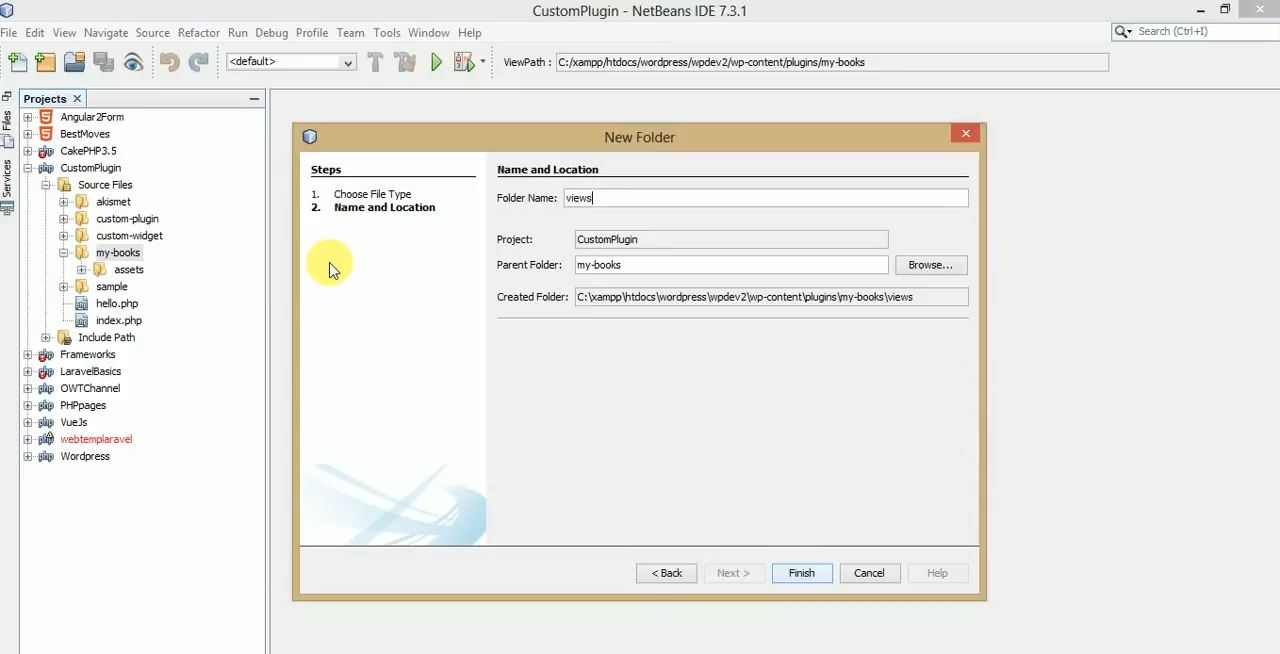 CustomPlugin - NetBeans IDE 7.3.1
File Edit View Navigate Source Refactor Run Debug Profile Team Tools Window Help
Search (Ctrl+I)
<default>
ViewPath : C:/xampp/htdocs/wordpress/wpdev2/wp-content/plugins/my-books
Files
Services
Projects
Angular2Form
BestMoves
CakePHP3.5
CustomPlugin
Source Files
akismet
custom-plugin
custom-widget
my-books
assets
sample
hello.php
index.php
Include Path
Frameworks
LaravelBasics
OWTChannel
PHPpages
VueJs
webtemplaravel
Wordpress
New Folder
Steps
1. Choose File Type
2. Name and Location
Name and Location
Folder Name: views
Project: CustomPlugin
Parent Folder: my-books Browse...
Created Folder: C:\xampp\htdocs\wordpress\wpdev2\wp-content\plugins\my-books\views
< Back Next > Finish Cancel Help